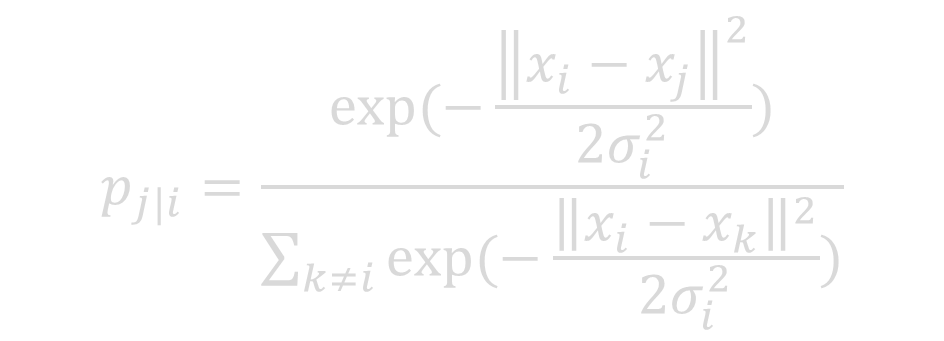 $p_{j|i} = \frac{\exp(-\frac{\|x_i - x_j\|^2}{2\sigma_i^2})}{\sum_{k \neq i} \exp(-\frac{\|x_i - x_k\|^2}{2\sigma_i^2})}$